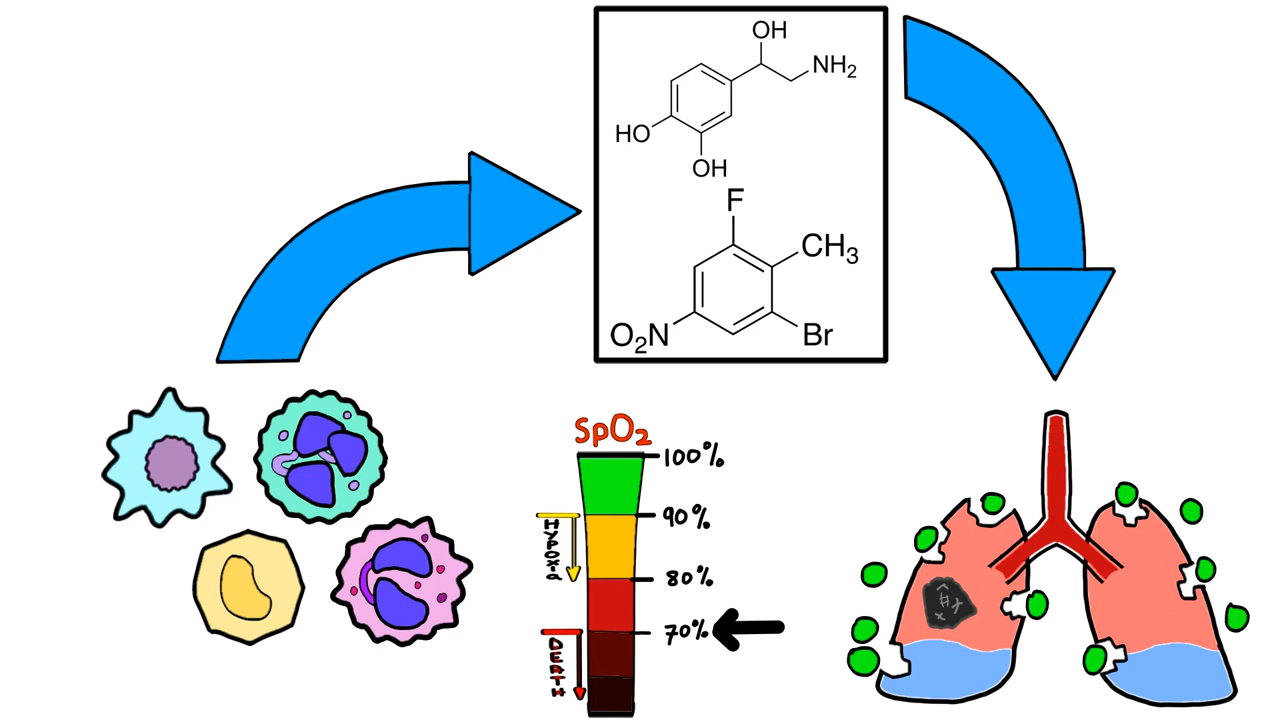 OH
NH₂
HO
OH
F
CH₃
O₂N
Br
SpO₂
100%
90%
HYPOXIA
80%
70%
DEATH